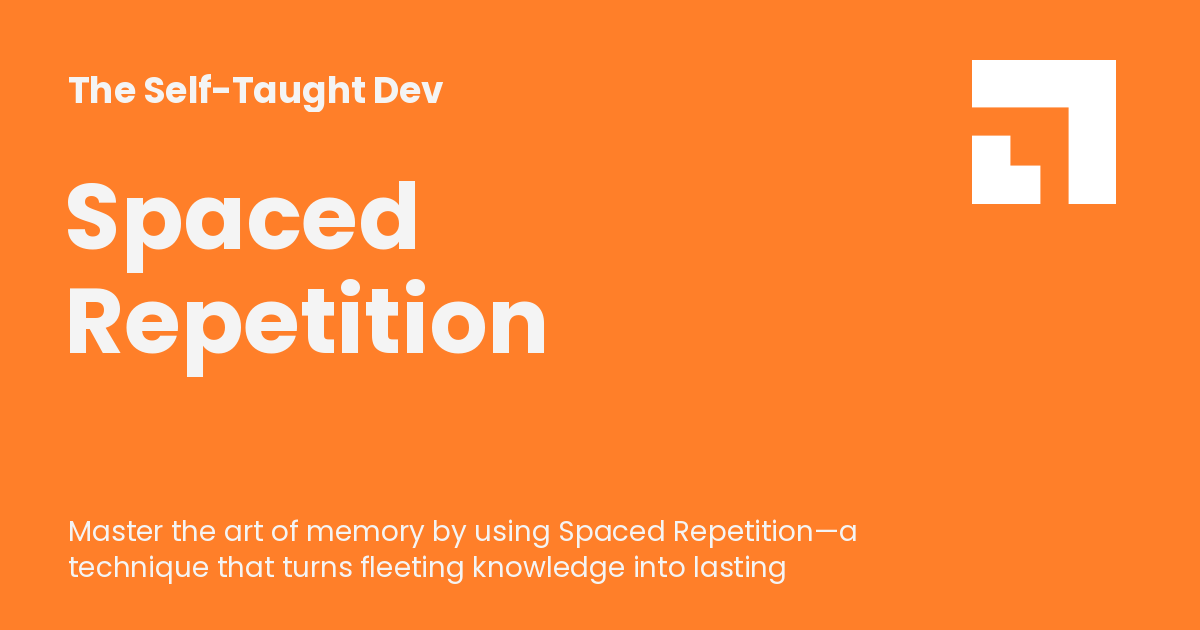 The Self-Taught Dev
Spaced
Repetition
Master the art of memory by using Spaced Repetition—a
technique that turns fleeting knowledge into lasting